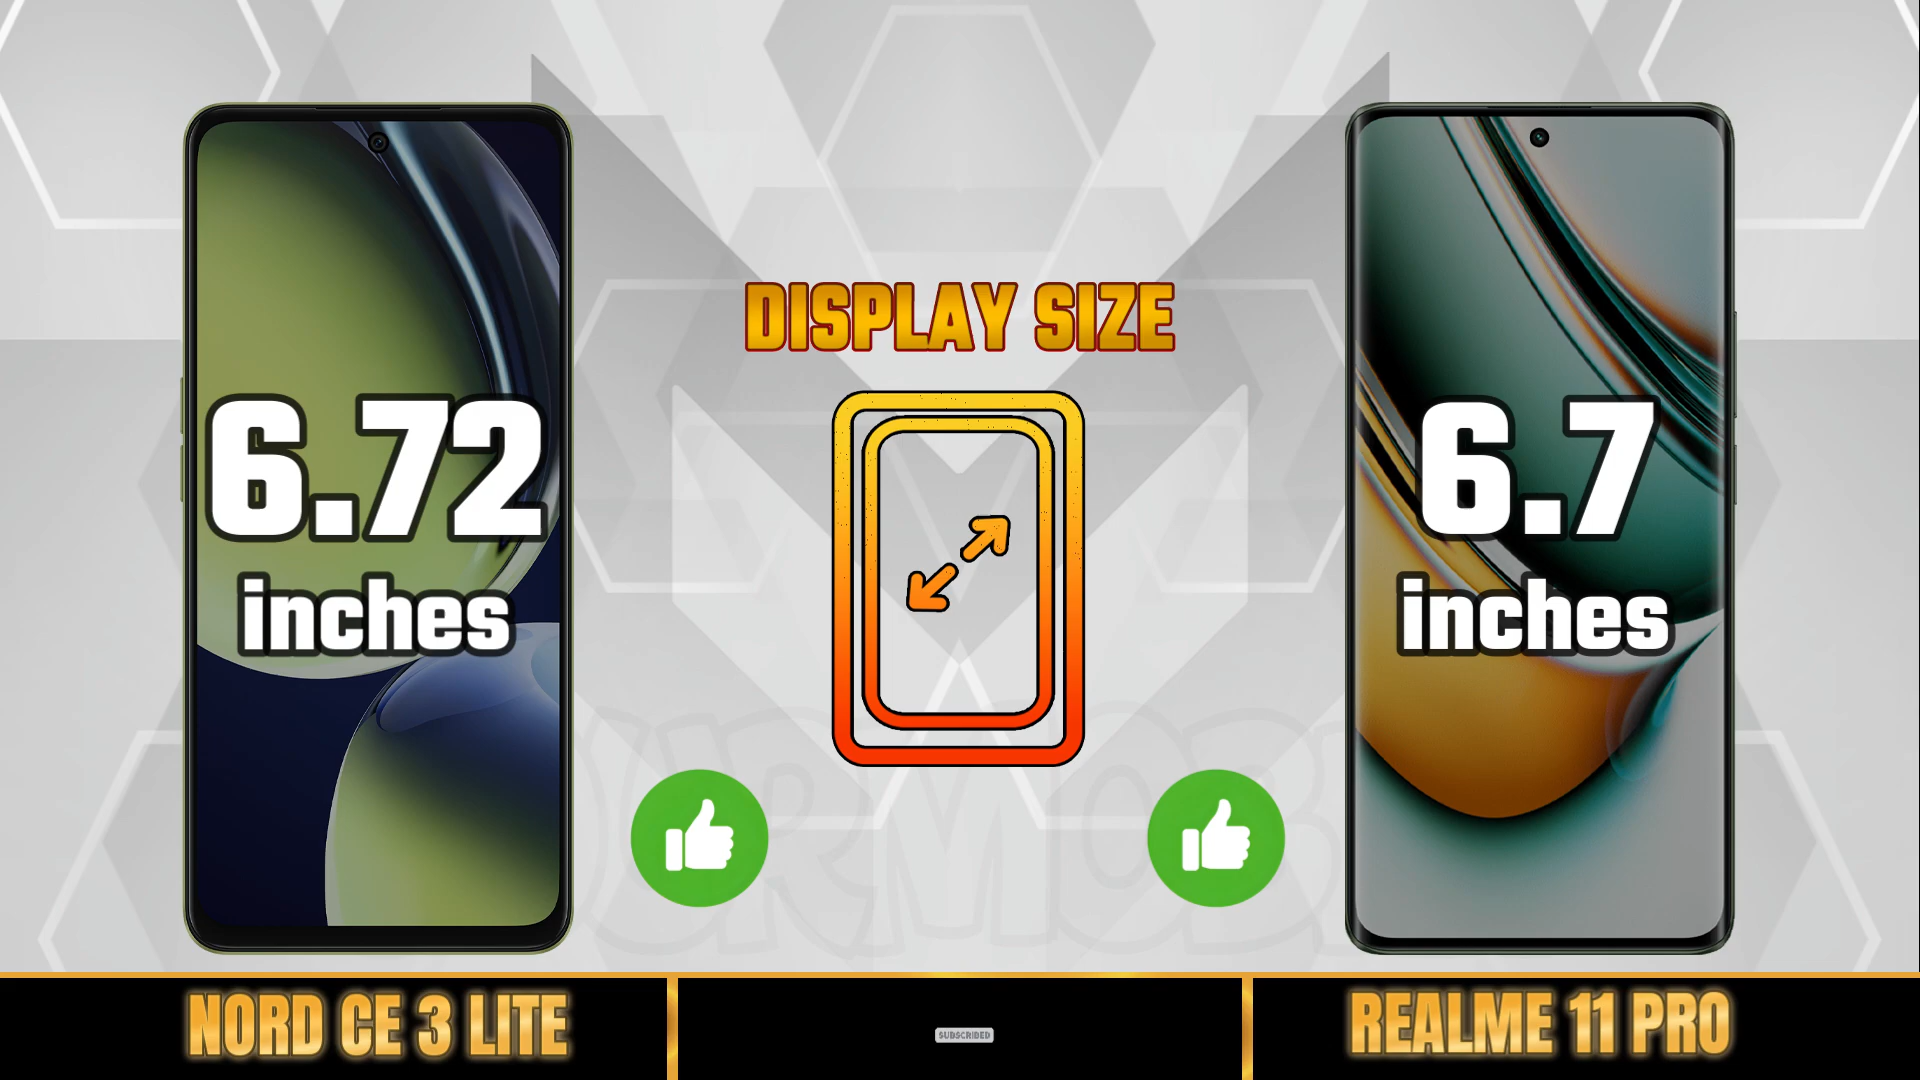 DISPLAY SIZE
6.72
inches
6.7
inches
NORD CE 3 LITE
SUBSCRIBED
REALME 11 PRO